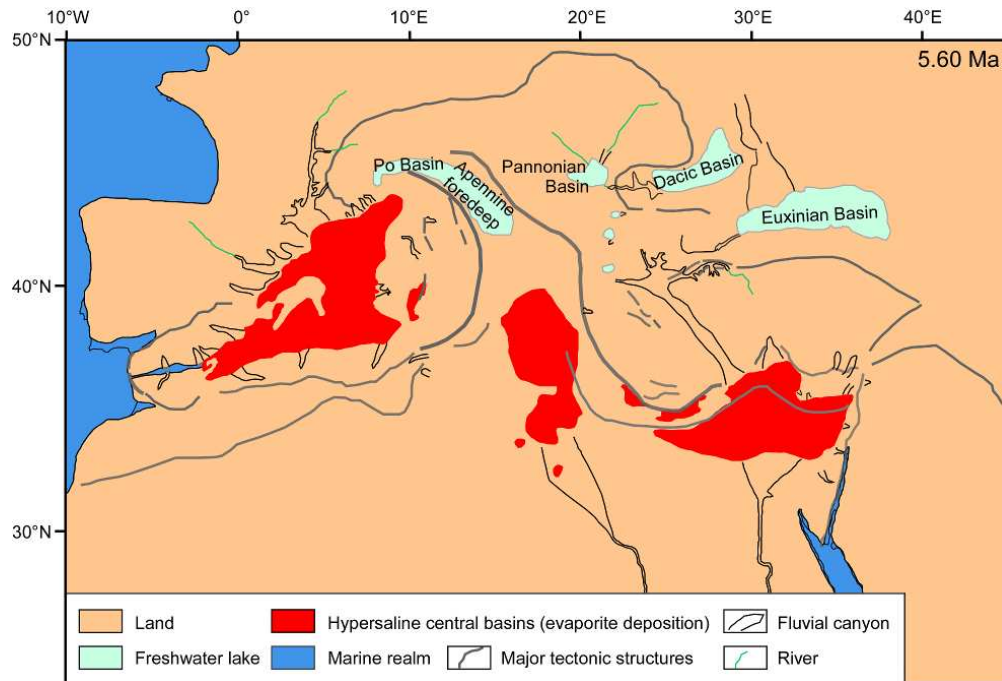 10°W 0° 10°E 20°E 30°E 40°E
50°N
5.60 Ma
Po Basin
Apennine
foredeep
Pannonian
Basin
Dacic Basin
Euxinian Basin
40°N
30°N
Land
Hypersaline central basins (evaporite deposition)
Fluvial canyon
Freshwater lake
Marine realm
Major tectonic structures
River